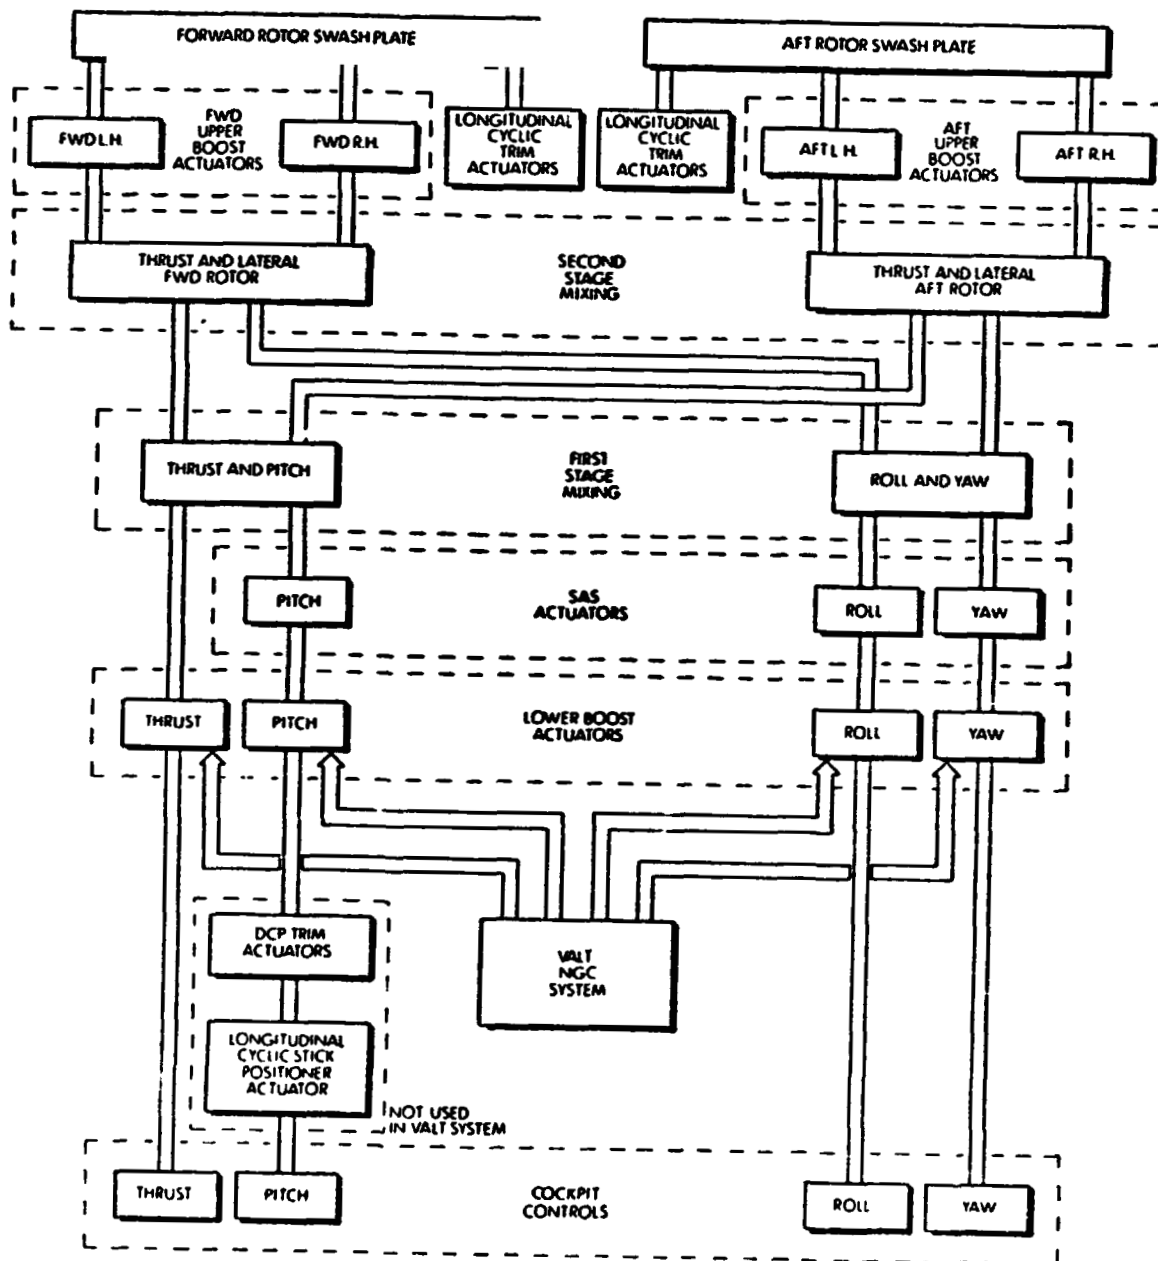 FORWARD ROTOR SWASH PLATE
AFT ROTOR SWASH PLATE
FWD L.H.
FWD
UPPER
BOOST
ACTUATORS
FWD R.H.
LONGITUDINAL
CYCLIC
TRIM
ACTUATORS
LONGITUDINAL
CYCLIC
TRIM
ACTUATORS
AFT L H.
AFT
UPPER
BOOST
ACTUATORS
AFT R.H.
THRUST AND LATERAL
FWD ROTOR
SECOND
STAGE
MIXING
THRUST AND LATERAL
AFT ROTOR
THRUST AND PITCH
FIRST
STAGE
MIXING
ROLL AND YAW
PITCH
SAS
ACTUATORS
ROLL
YAW
THRUST
PITCH
LOWER BOOST
ACTUATORS
ROLL
YAW
DCP TRIM
ACTUATORS
VALT
NGC
SYSTEM
LONGITUDINAL
CYCLIC STICK
POSITIONER
ACTUATOR
NOT USED
IN VALT SYSTEM
THRUST
PITCH
COCKPIT
CONTROLS
ROLL
YAW